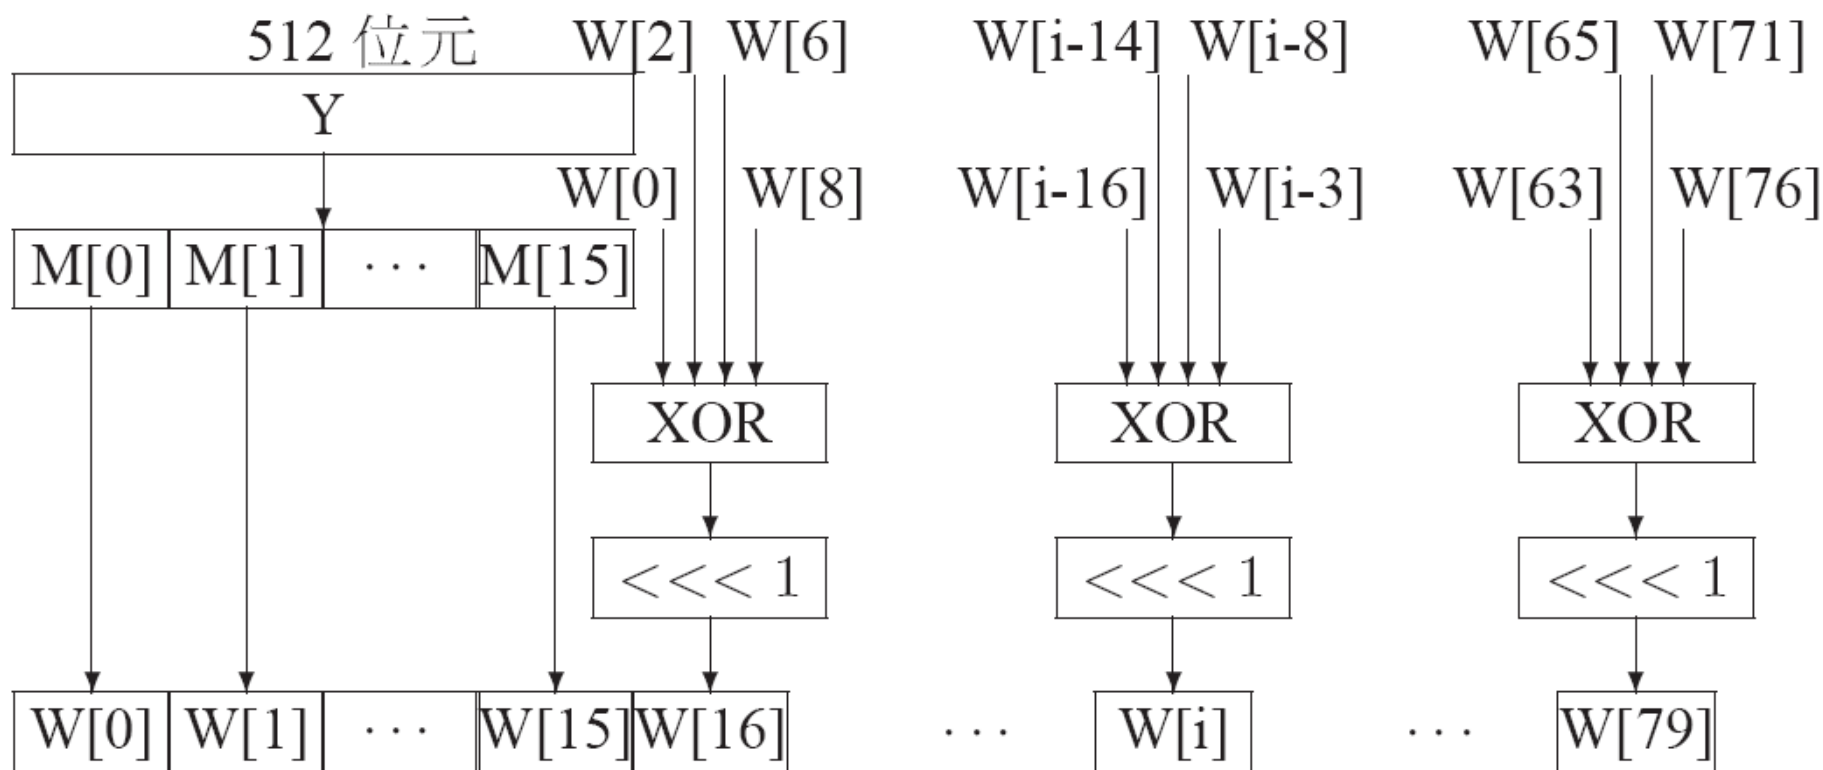 512 位元 W[2] W[6] W[i-14] W[i-8] W[65] W[71]
Y
W[0] W[8] W[i-16] W[i-3] W[63] W[76]
M[0] M[1] ··· M[15]
XOR XOR XOR
<<< 1 <<< 1 <<< 1
W[0] W[1] ··· W[15] W[16] ··· W[i] ··· W[79]